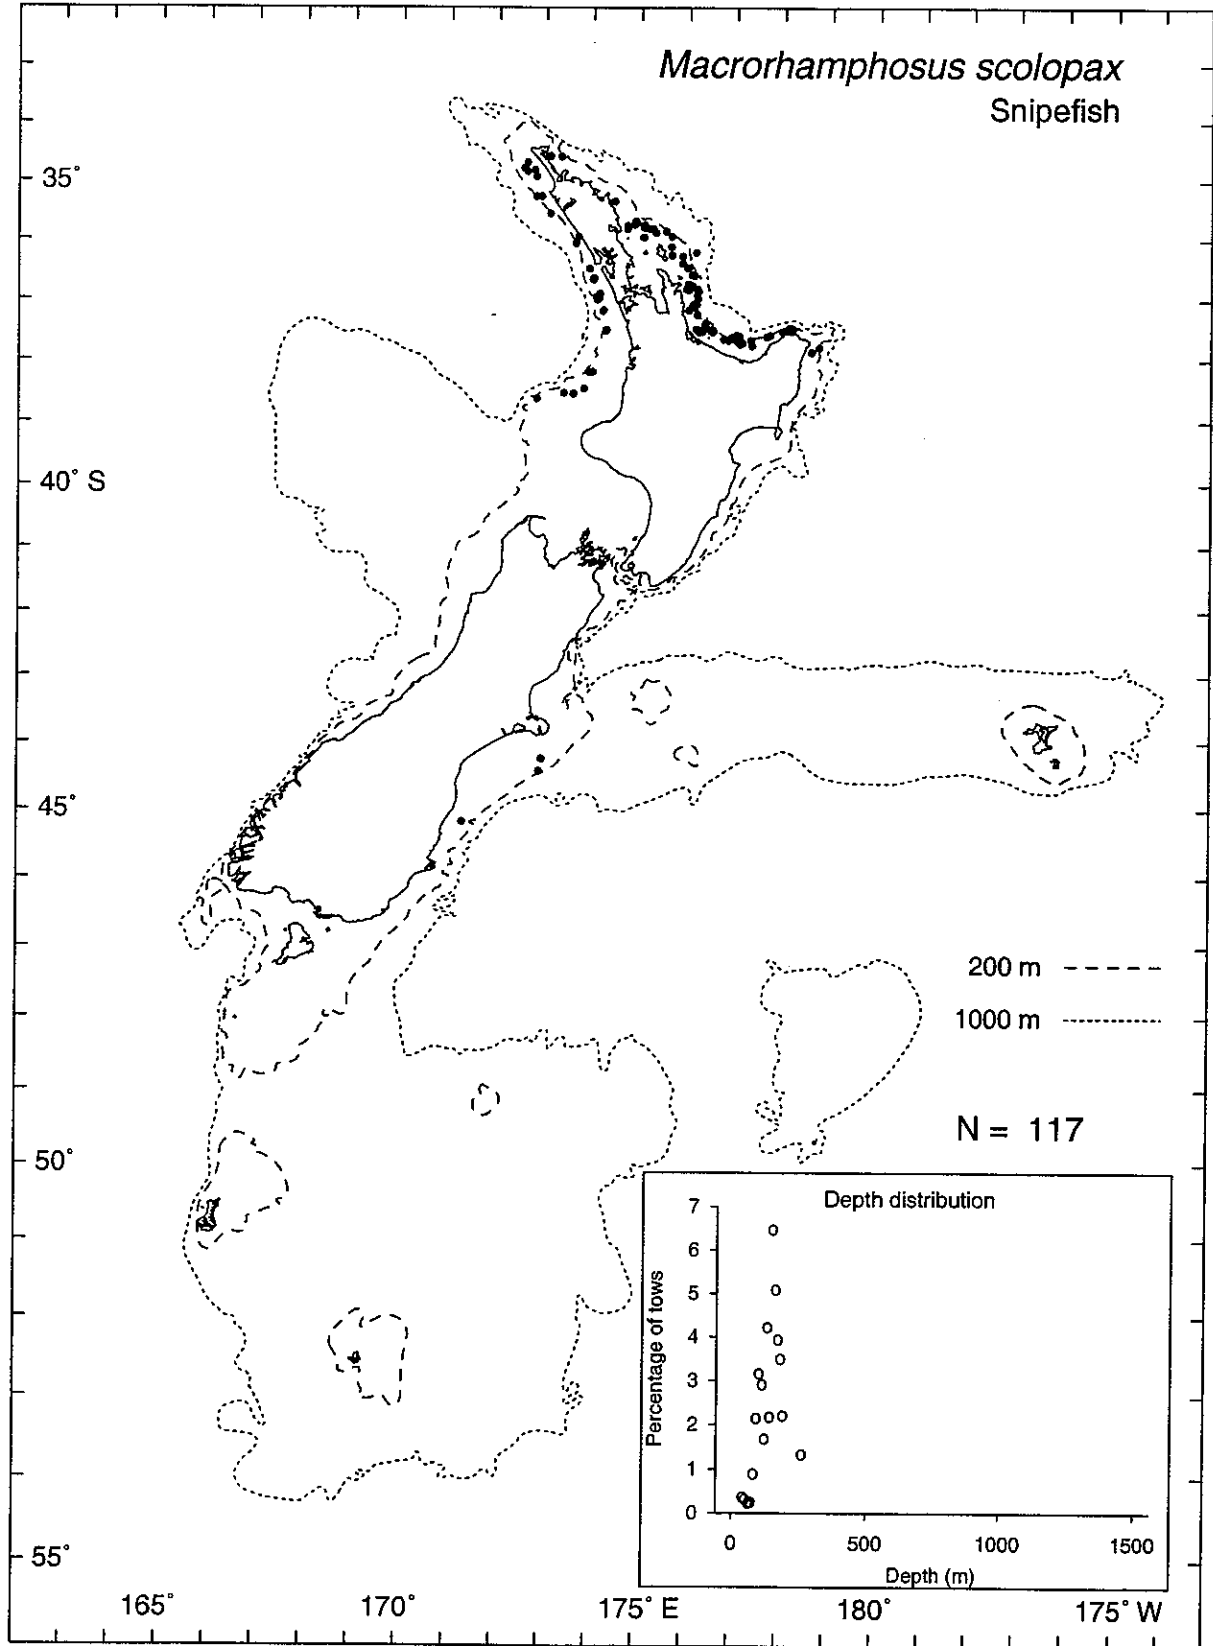 Macrorhamphosus scolopax
Snipefish
35°
40° S
45°
200 m
1000 m
N = 117
50°
Depth distribution
7
6
5
4
3
2
1
0
Percentage of tows
0 500 1000 1500
Depth (m)
55°
165° 170° 175° E 180° 175° W